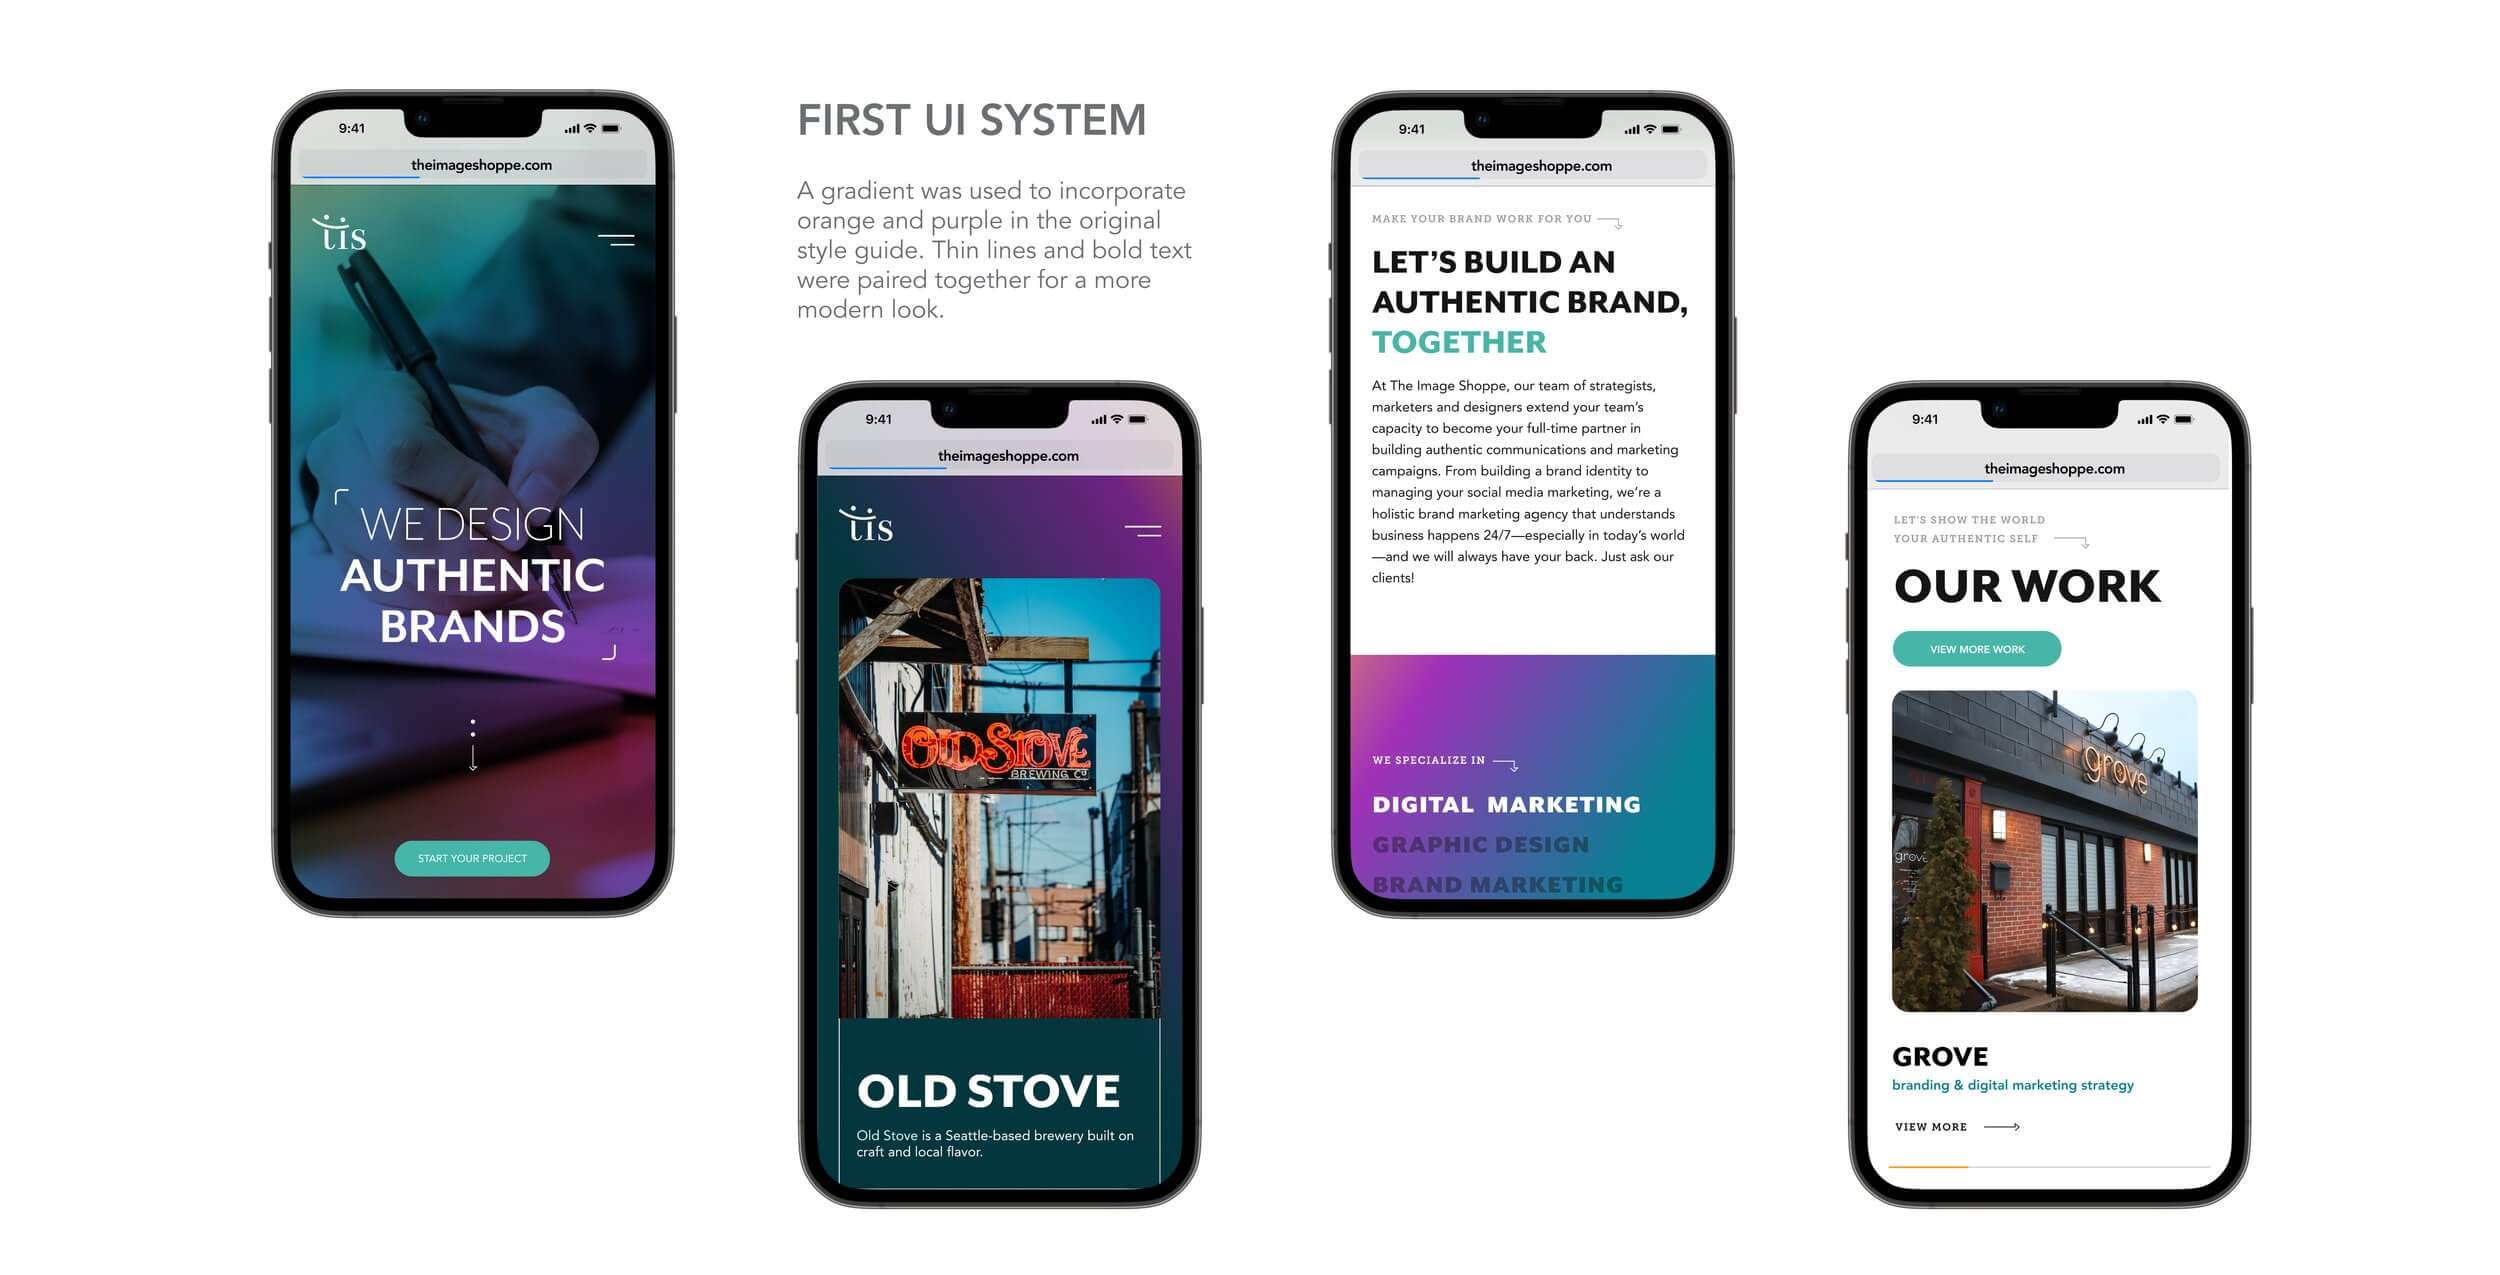 9:41
theimageshoppe.com
tis
WE DESIGN
AUTHENTIC
BRANDS
START YOUR PROJECT
FIRST UI SYSTEM
A gradient was used to incorporate
orange and purple in the original
style guide. Thin lines and bold text
were paired together for a more
modern look.
9:41
theimageshoppe.com
tis
OLD STOVE
BREWING Cº
OLD STOVE
Old Stove is a Seattle-based brewery built on
craft and local flavor.
9:41
theimageshoppe.com
MAKE YOUR BRAND WORK FOR YOU
LET’S BUILD AN
AUTHENTIC BRAND,
TOGETHER
At The Image Shoppe, our team of strategists,
marketers and designers extend your team’s
capacity to become your full-time partner in
building authentic communications and marketing
campaigns. From building a brand identity to
managing your social media marketing, we’re a
holistic brand marketing agency that understands
business happens 24/7—especially in today’s world
—and we will always have your back. Just ask our
clients!
WE SPECIALIZE IN
DIGITAL MARKETING
GRAPHIC DESIGN
BRAND MARKETING
9:41
theimageshoppe.com
LET’S SHOW THE WORLD
YOUR AUTHENTIC SELF
OUR WORK
VIEW MORE WORK
grove
grove
GROVE
branding & digital marketing strategy
VIEW MORE